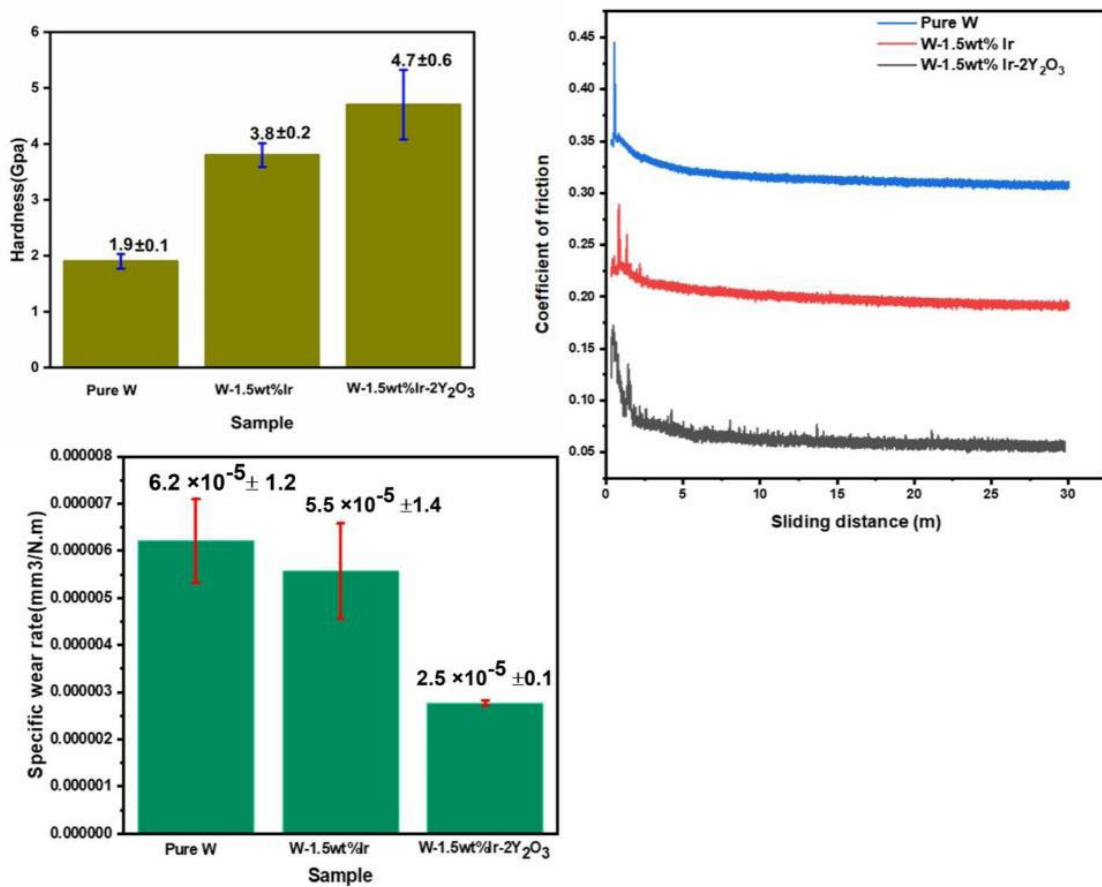 Hardness(Gpa)
6
5
4
3
2
1
0
1.9±0.1
3.8±0.2
4.7±0.6
Pure W
W-1.5wt%Ir
W-1.5wt%Ir-2Y₂O₃
Sample
Coefficient of friction
0.45
0.40
0.35
0.30
0.25
0.20
0.15
0.10
0.05
Pure W
W-1.5wt% Ir
W-1.5wt% Ir-2Y₂O₃
0 5 10 15 20 25 30
Sliding distance (m)
Specific wear rate(mm3/N.m)
0.000008
0.000007
0.000006
0.000005
0.000004
0.000003
0.000002
0.000001
0.000000
6.2 ×10⁻⁵± 1.2
5.5 ×10⁻⁵ ±1.4
2.5 ×10⁻⁵ ±0.1
Pure W
W-1.5wt%Ir
W-1.5wt%Ir-2Y₂O₃
Sample